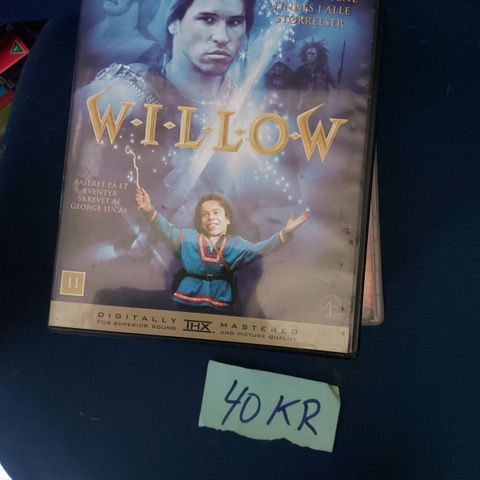 FINDES I ALLE
STØRRELSER
W·I·L·L·O·W
BASERET PÅ ET
EVENTYR
SKREVET AF
GEORGE LUCAS
11
DIGITALLY THX MASTERED
FOR SUPERIOR SOUND AND PICTURE QUALITY
40 KR